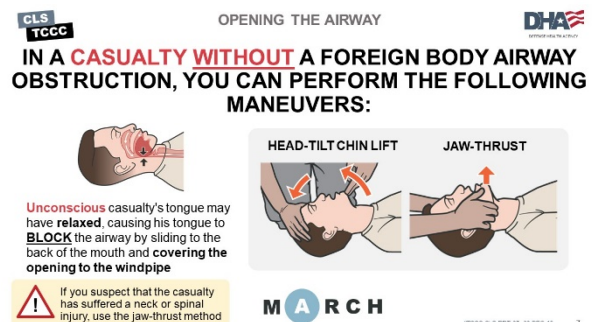 CLS
TCCC
OPENING THE AIRWAY
DHA
IN A CASUALTY WITHOUT A FOREIGN BODY AIRWAY
OBSTRUCTION, YOU CAN PERFORM THE FOLLOWING
MANEUVERS:
HEAD-TILT CHIN LIFT
JAW-THRUST
Unconscious casualty's tongue may
have relaxed, causing his tongue to
BLOCK the airway by sliding to the
back of the mouth and covering the
opening to the windpipe
If you suspect that the casualty
has suffered a neck or spinal
injury, use the jaw-thrust method
M A R C H